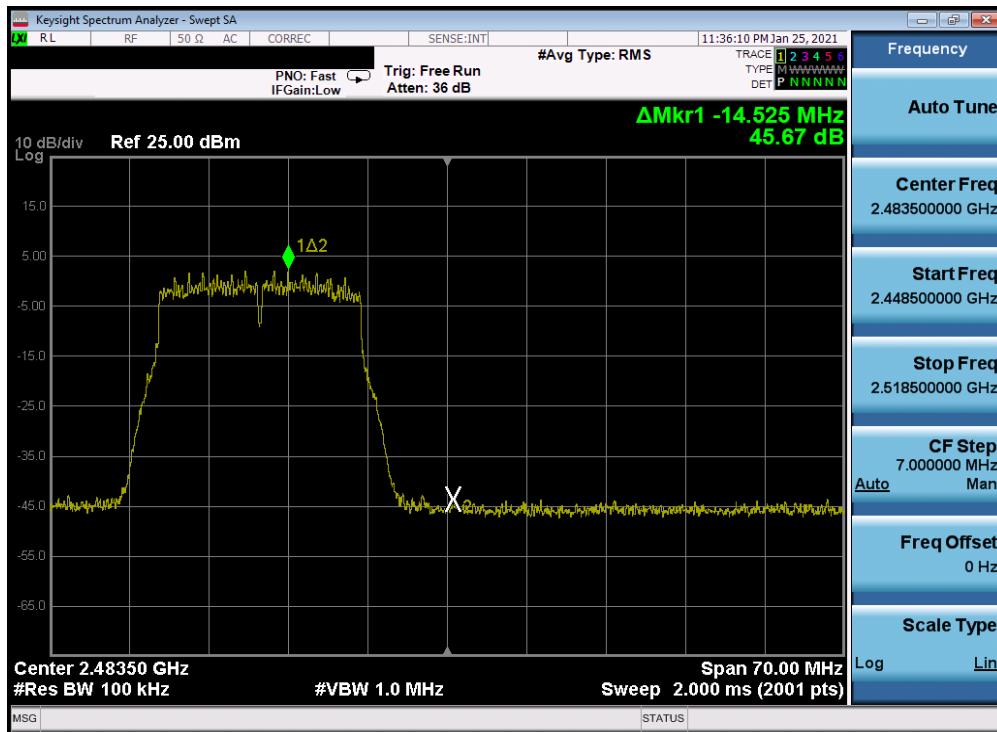 Keysight Spectrum Analyzer - Swept SA
LXI RL RF 50 Ω AC CORREC SENSE:INT 11:36:10 PM Jan 25, 2021
#Avg Type: RMS
TRACE 1 2 3 4 5 6
TYPE M W W W W W
DET P N N N N N
PNO: Fast
IFGain:Low
Trig: Free Run
Atten: 36 dB
ΔMkr1 -14.525 MHz
45.67 dB
10 dB/div
Log
Ref 25.00 dBm
15.0
5.00
-5.00
-15.0
-25.0
-35.0
-45.0
-55.0
-65.0
1Δ2
X2
Center 2.48350 GHz
#Res BW 100 kHz
#VBW 1.0 MHz
Span 70.00 MHz
Sweep 2.000 ms (2001 pts)
MSG
STATUS
Frequency
Auto Tune
Center Freq
2.483500000 GHz
Start Freq
2.448500000 GHz
Stop Freq
2.518500000 GHz
CF Step
7.000000 MHz
Auto Man
Freq Offset
0 Hz
Scale Type
Log Lin